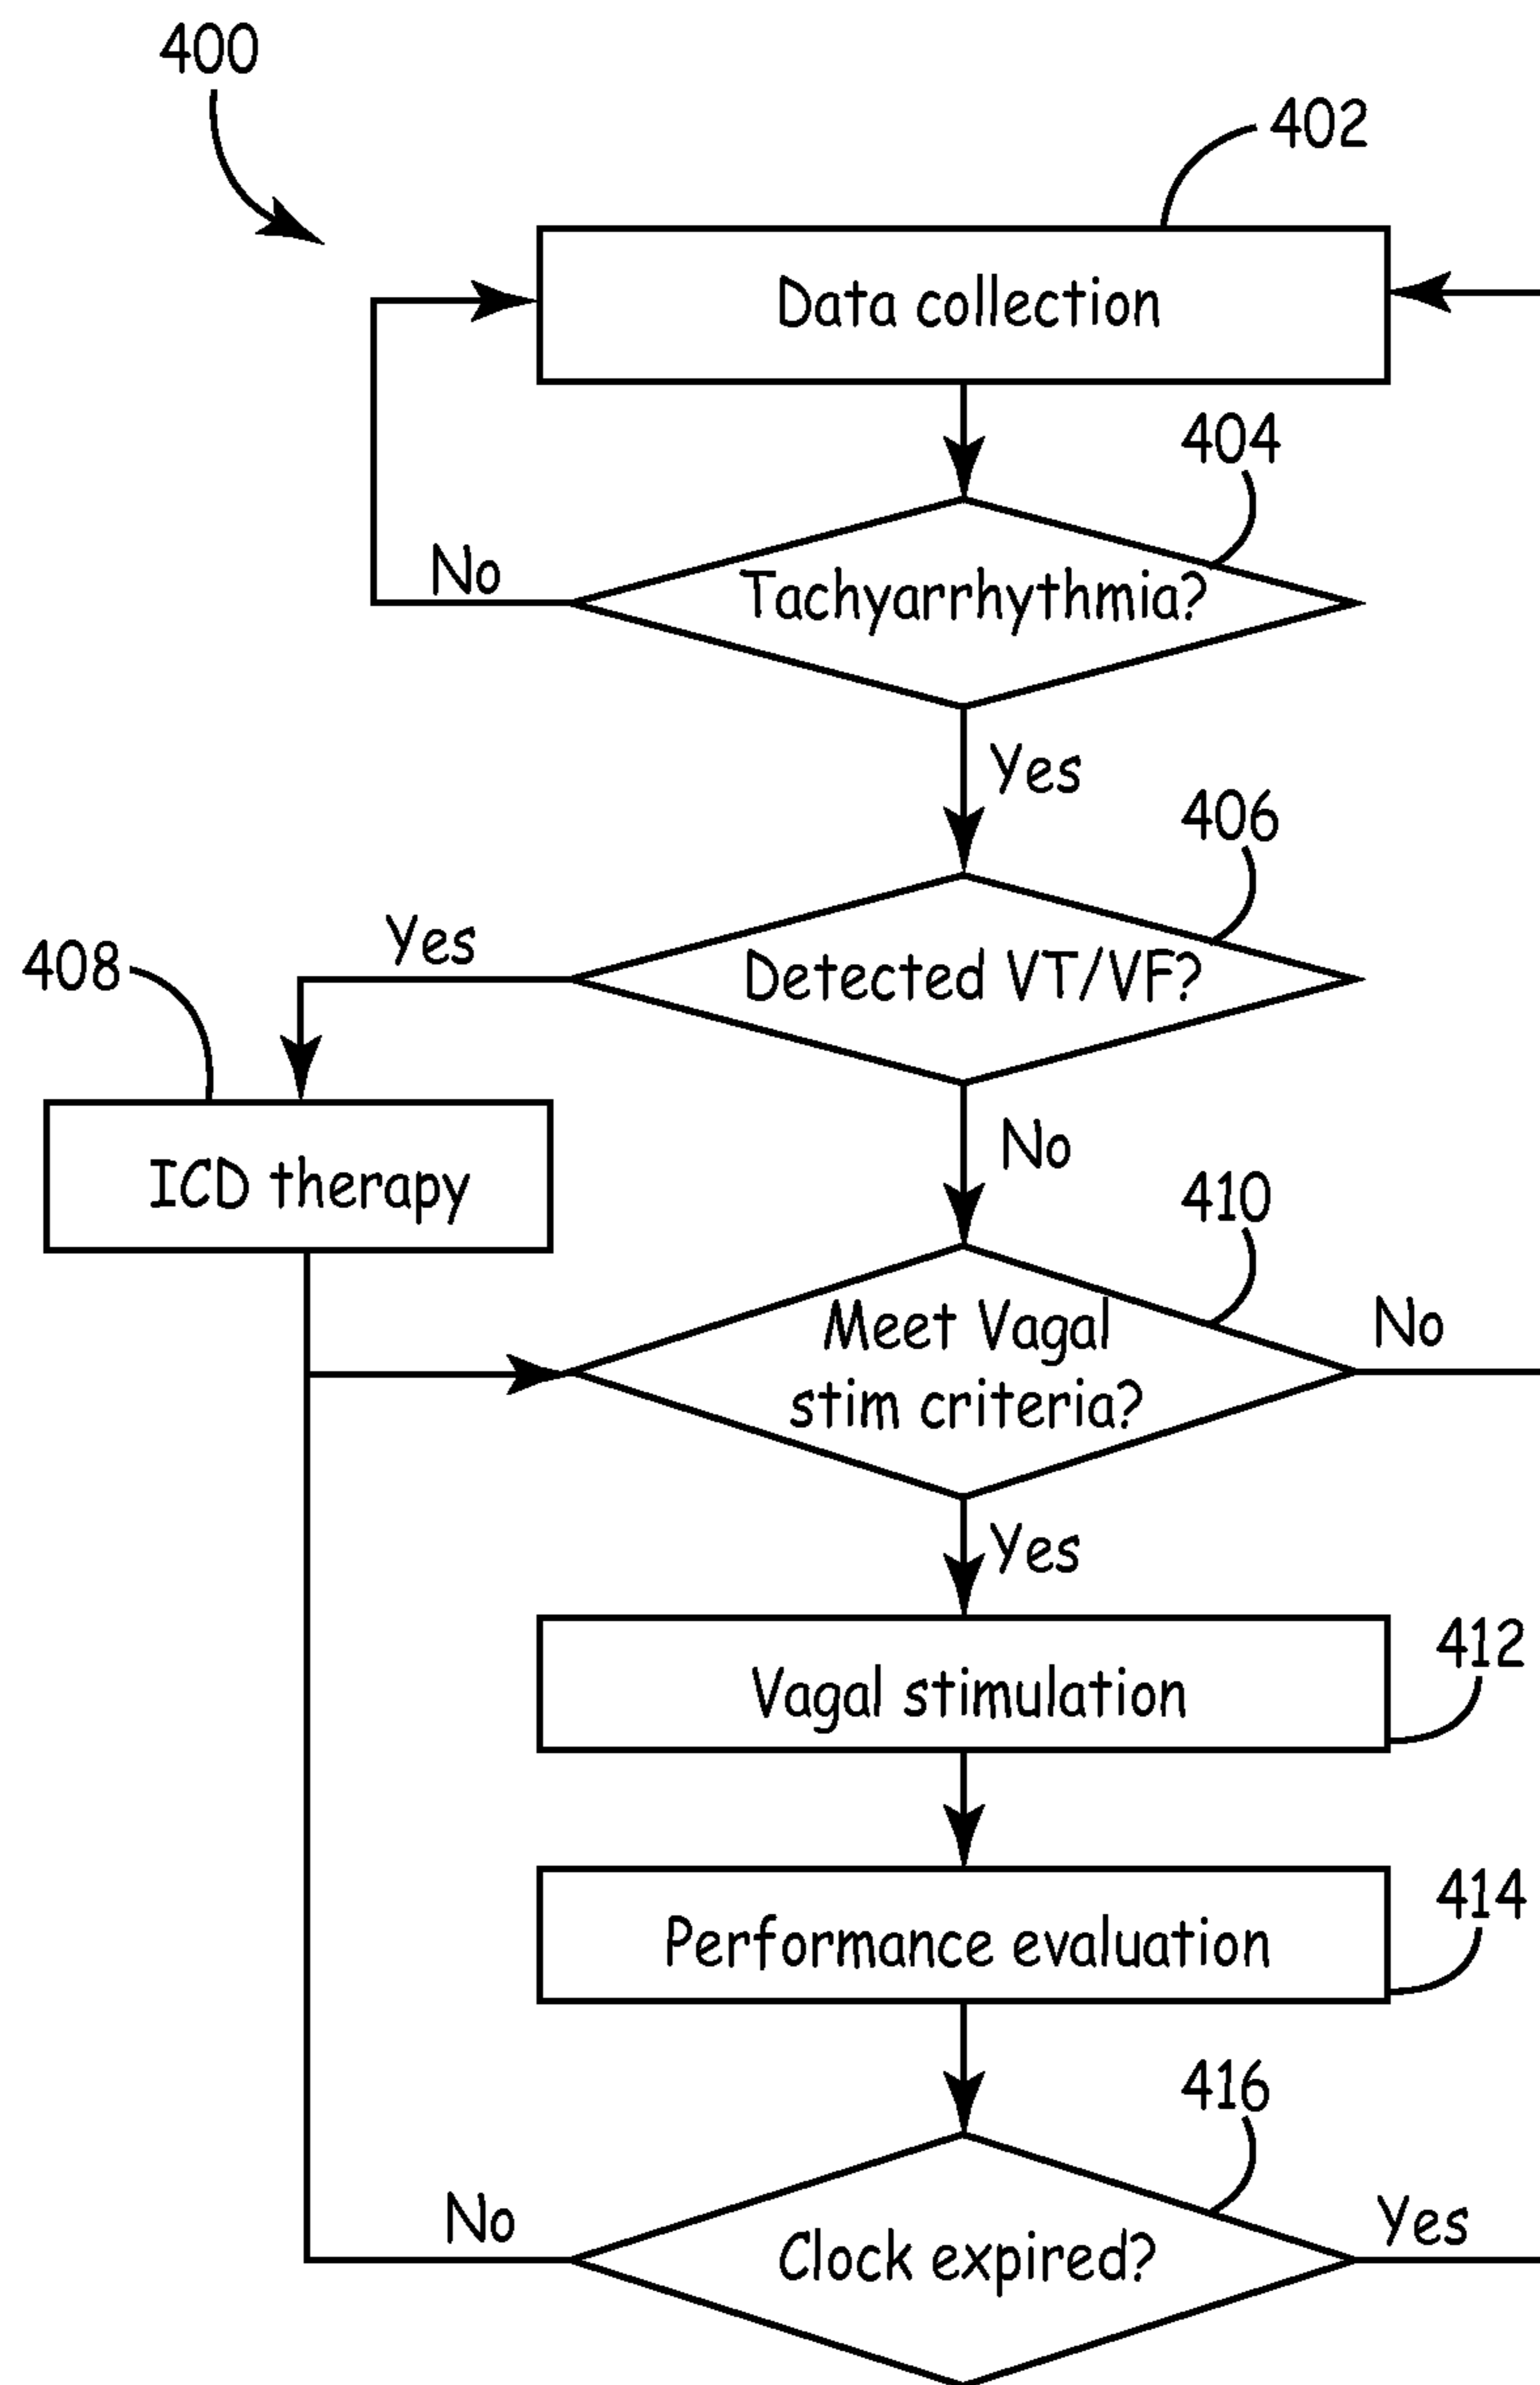 400
402
Data collection
404
No
Tachyarrhythmia?
Yes
406
Yes
408
Detected VT/VF?
No
ICD therapy
410
Meet Vagal
stim criteria?
No
Yes
412
Vagal stimulation
414
Performance evaluation
416
No
Yes
Clock expired?